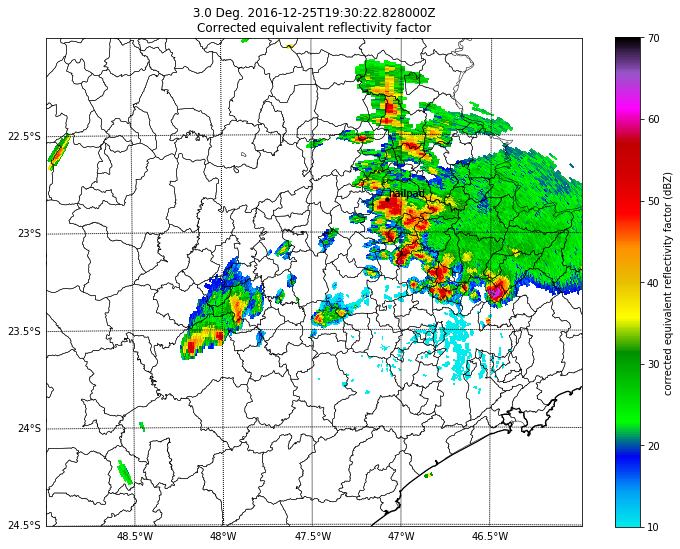 3.0 Deg. 2016-12-25T19:30:22.828000Z
Corrected equivalent reflectivity factor
70
60
50
40
30
20
10
corrected equivalent reflectivity factor (dBZ)
22.5°S
23°S
23.5°S
24°S
24.5°S
48.5°W
48°W
47.5°W
47°W
46.5°W